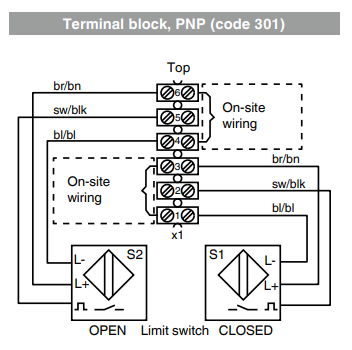 Terminal block, PNP (code 301)
Top
br/bn
6
sw/blk
5
On-site
wiring
bl/bl
4
3
br/bn
On-site
wiring
2
sw/blk
1
bl/bl
x1
S2
S1
L-
L-
L+
L+
OPEN Limit switch CLOSED